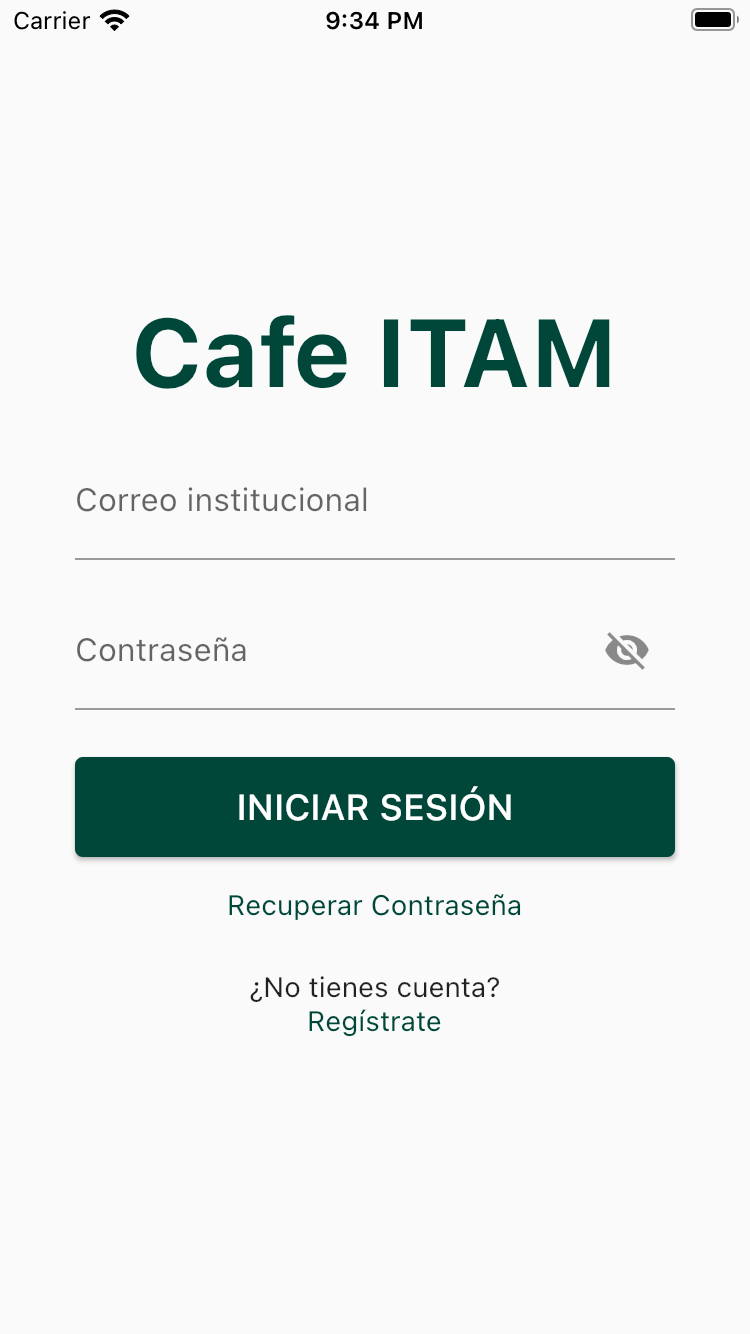 Carrier 9:34 PM
Cafe ITAM
Correo institucional
Contraseña
INICIAR SESIÓN
Recuperar Contraseña
¿No tienes cuenta?
Regístrate